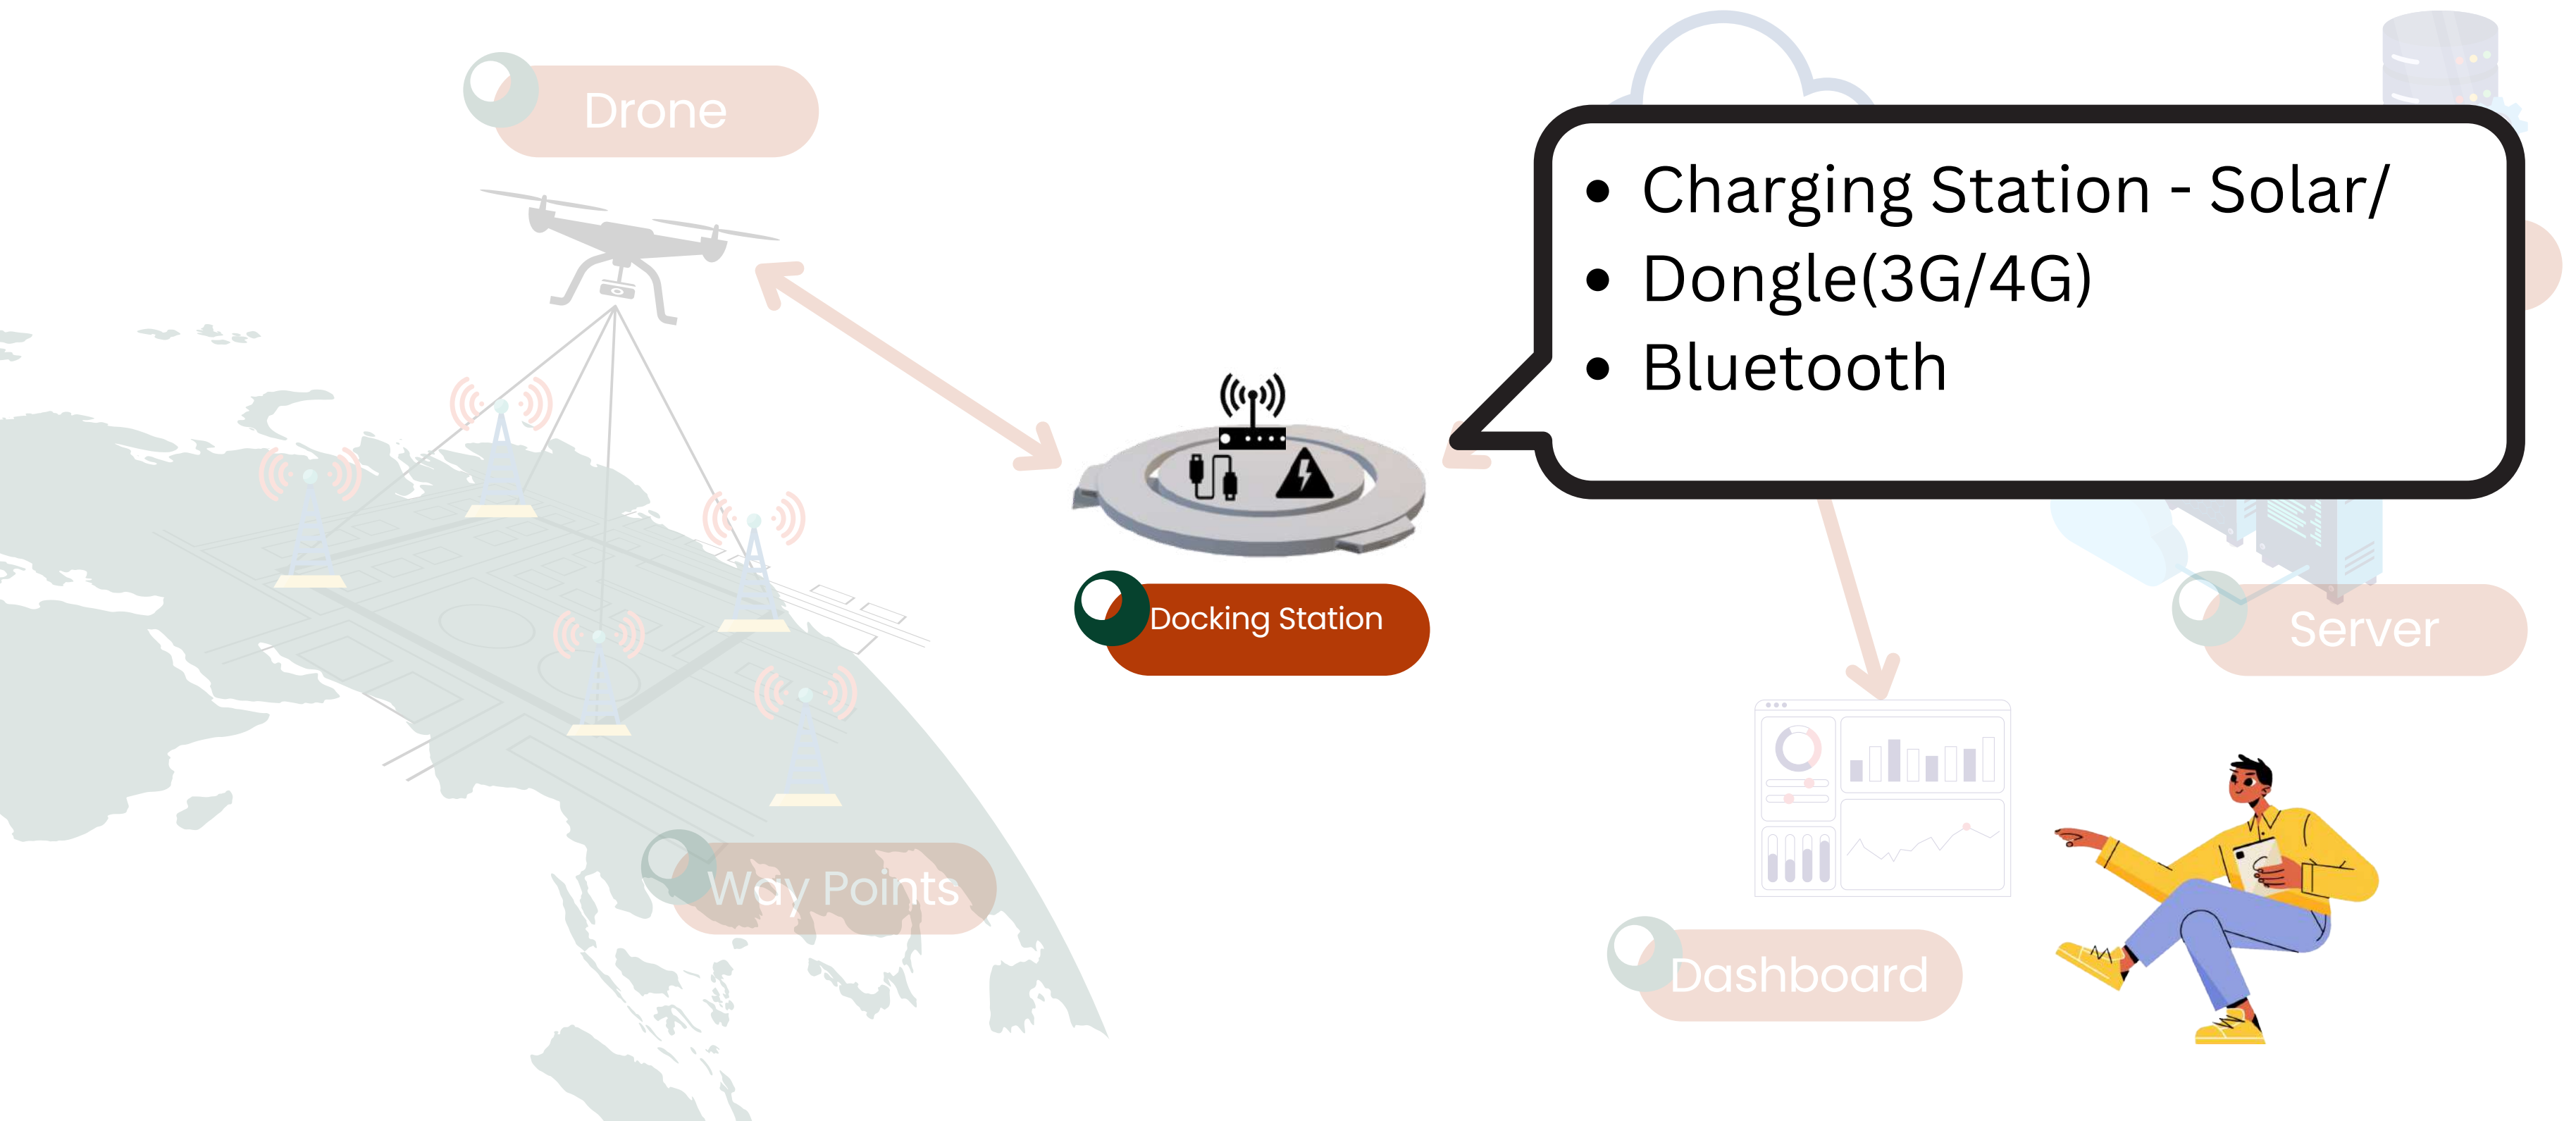 Drone
• Charging Station - Solar/
• Dongle(3G/4G)
• Bluetooth
Docking Station
Server
Way Points
Dashboard